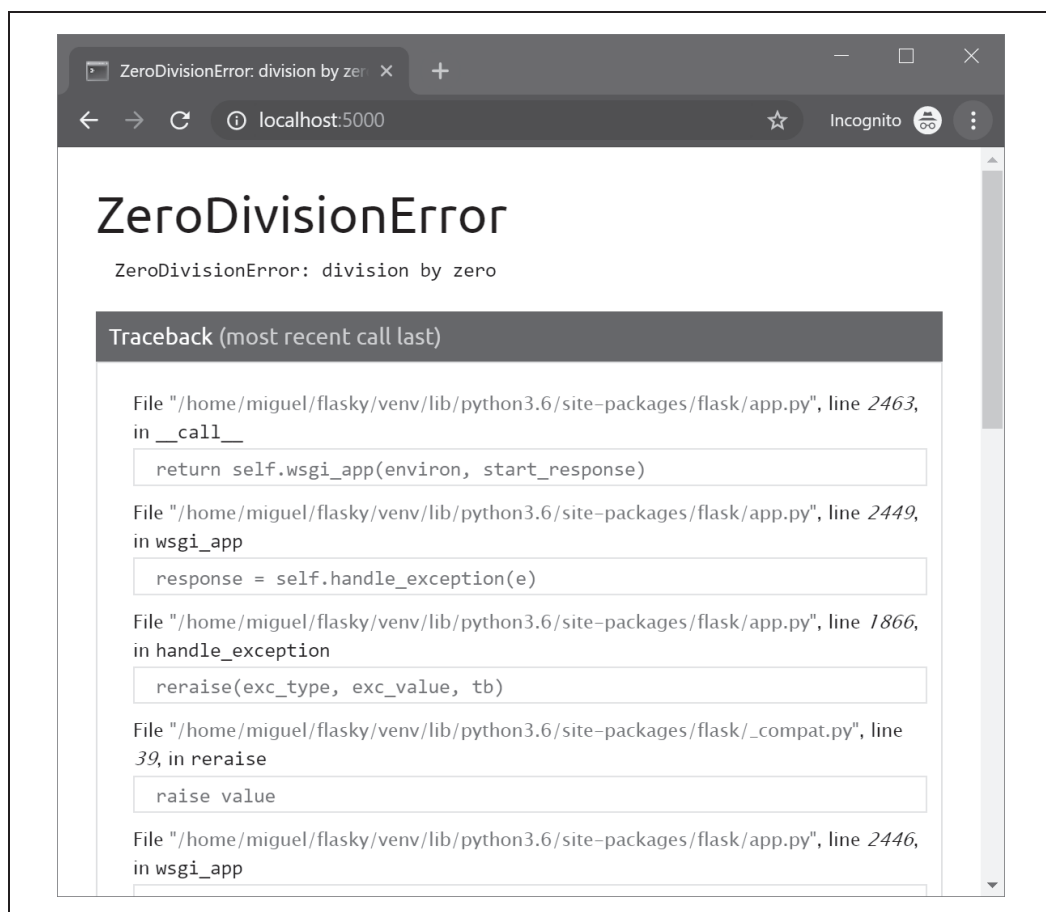 ZeroDivisionError: division by zer
localhost:5000
Incognito
ZeroDivisionError
ZeroDivisionError: division by zero
Traceback (most recent call last)
File "/home/miguel/flasky/venv/lib/python3.6/site-packages/flask/app.py", line 2463,
in __call__
return self.wsgi_app(environ, start_response)
File "/home/miguel/flasky/venv/lib/python3.6/site-packages/flask/app.py", line 2449,
in wsgi_app
response = self.handle_exception(e)
File "/home/miguel/flasky/venv/lib/python3.6/site-packages/flask/app.py", line 1866,
in handle_exception
reraise(exc_type, exc_value, tb)
File "/home/miguel/flasky/venv/lib/python3.6/site-packages/flask/_compat.py", line
39, in reraise
raise value
File "/home/miguel/flasky/venv/lib/python3.6/site-packages/flask/app.py", line 2446,
in wsgi_app